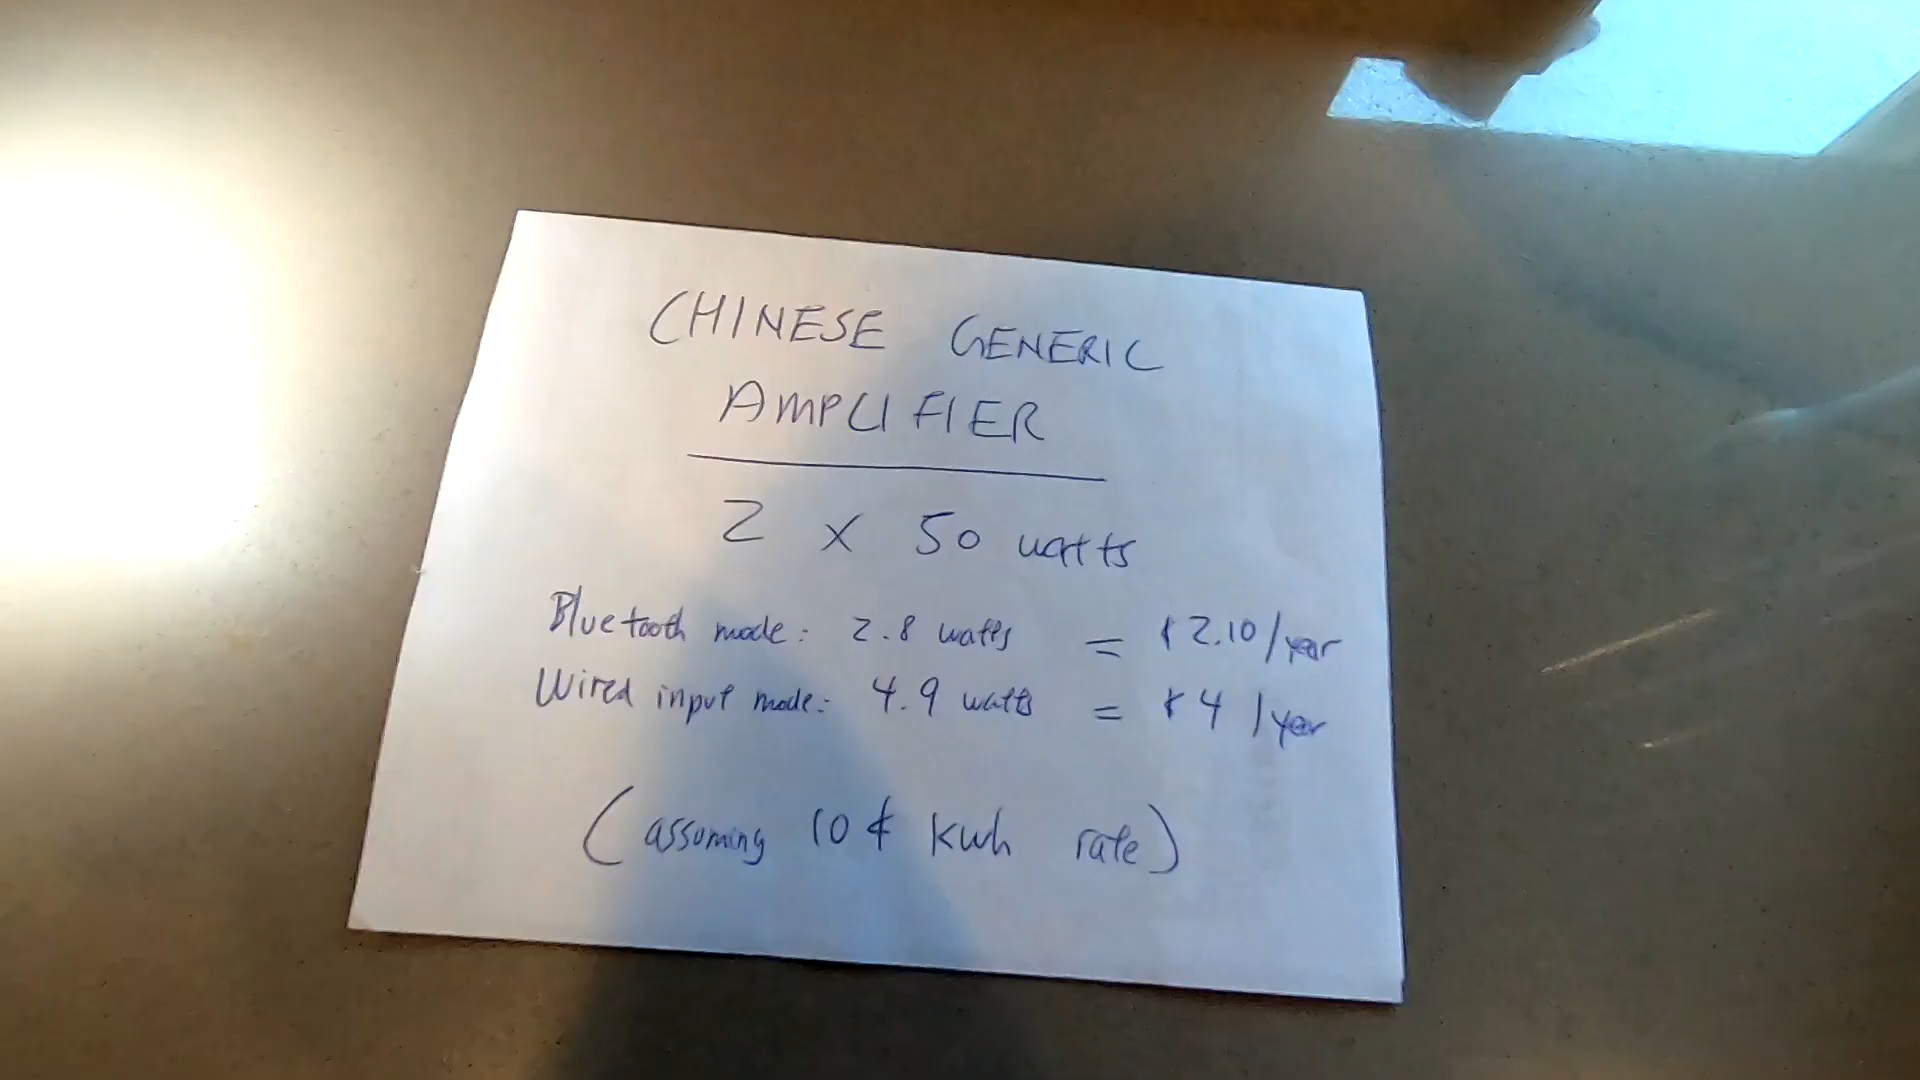 CHINESE GENERIC
AMPLIFIER
2 x 50 watts
Bluetooth mode: 2.8 watts = $2.10/year
Wired input mode: 4.9 watts = $4/year
(assuming 10¢ kwh rate)